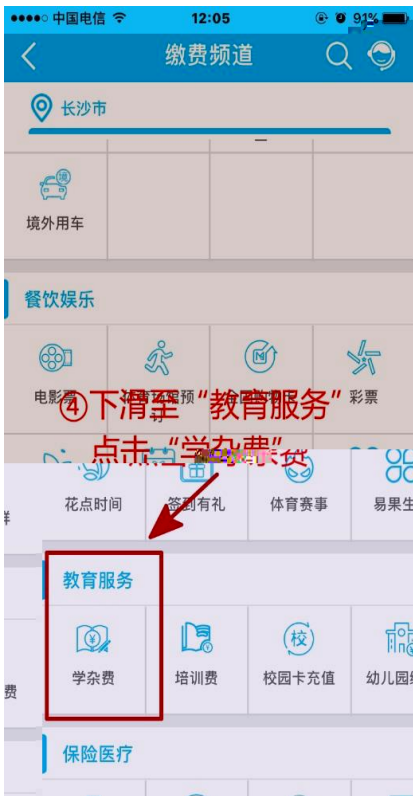 中国电信 12:05 91%
缴费频道
长沙市
境外用车
餐饮娱乐
电影票 彩票
④下滑至“教育服务”
点击“学杂费”
花点时间 签到有礼 体育赛事 易果生
教育服务
学杂费 培训费 校园卡充值 幼儿园
费
保险医疗